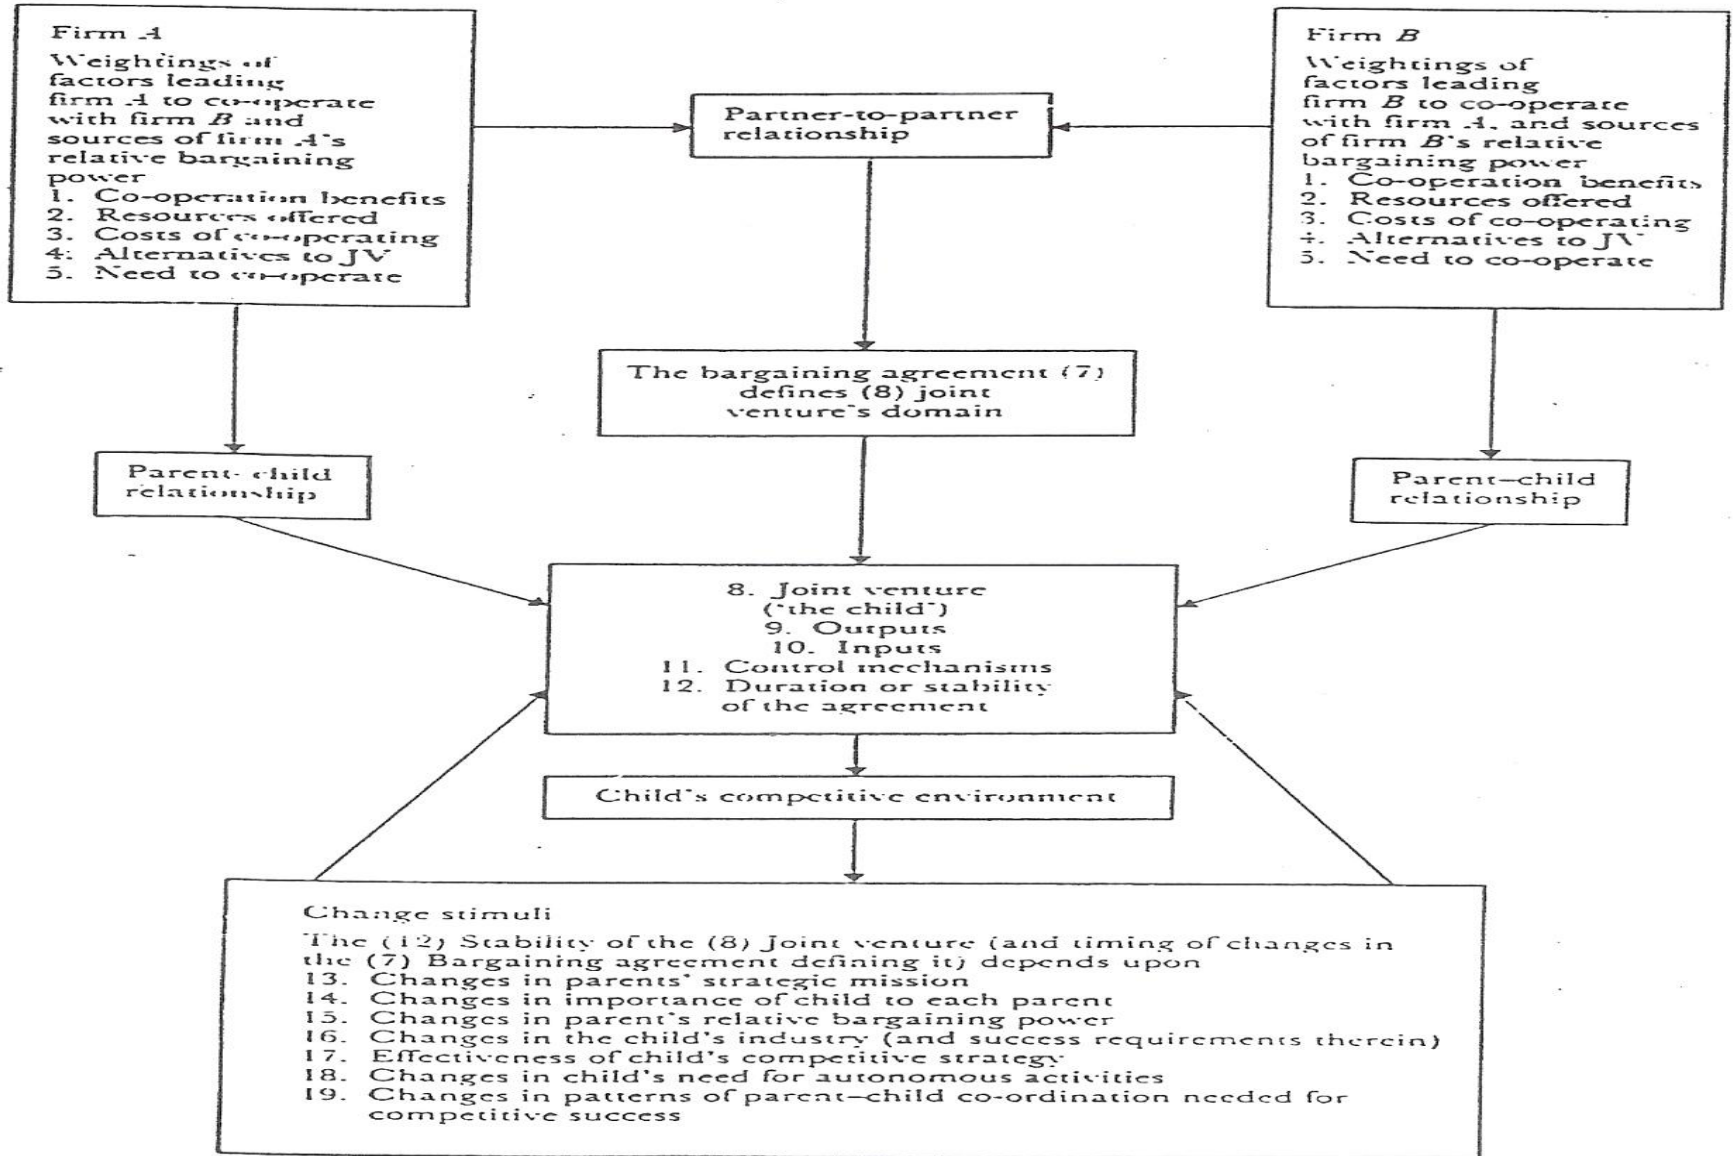 Firm A
Weightings of
factors leading
firm A to co-operate
with firm B and
sources of firm A's
relative bargaining
power
1. Co-operation benefits
2. Resources offered
3. Costs of co-operating
4. Alternatives to JV
5. Need to co-operate
Partner-to-partner
relationship
Firm B
Weightings of
factors leading
firm B to co-operate
with firm A, and sources
of firm B's relative
bargaining power
1. Co-operation benefits
2. Resources offered
3. Costs of co-operating
4. Alternatives to JV
5. Need to co-operate
The bargaining agreement (7)
defines (8) joint
venture's domain
Parent-child
relationship
Parent–child
relationship
8. Joint venture
('the child')
9. Outputs
10. Inputs
11. Control mechanisms
12. Duration or stability
of the agreement
Child's competitive environment
Change stimuli
The (12) Stability of the (8) Joint venture (and timing of changes in
the (7) Bargaining agreement defining it) depends upon
13. Changes in parents' strategic mission
14. Changes in importance of child to each parent
15. Changes in parent's relative bargaining power
16. Changes in the child's industry (and success requirements therein)
17. Effectiveness of child's competitive strategy
18. Changes in child's need for autonomous activities
19. Changes in patterns of parent–child co-ordination needed for
competitive success